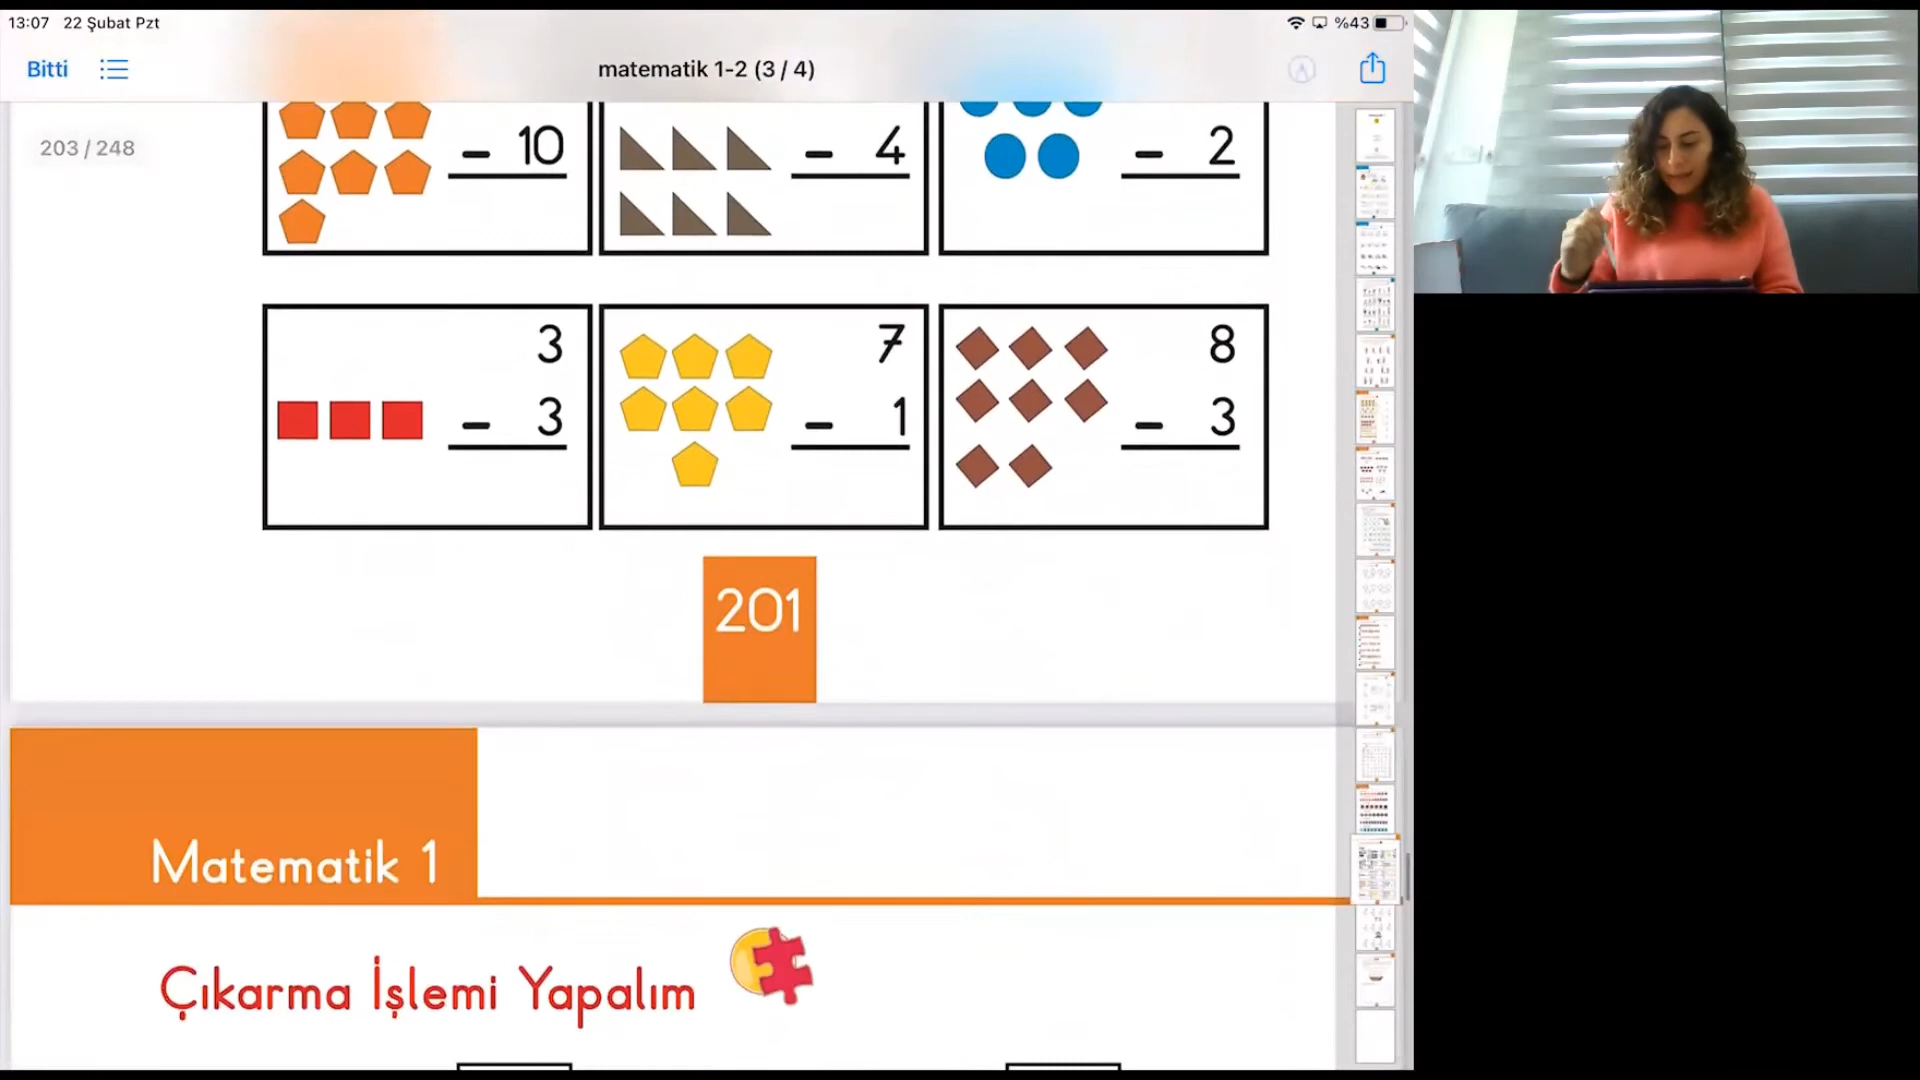 13:07 22 Şubat Pzt
%43
Bitti
matematik 1-2 (3 / 4)
203 / 248
- 10
- 4
- 2
3
- 3
7
- 1
8
- 3
201
Matematik 1
Çıkarma İşlemi Yapalım